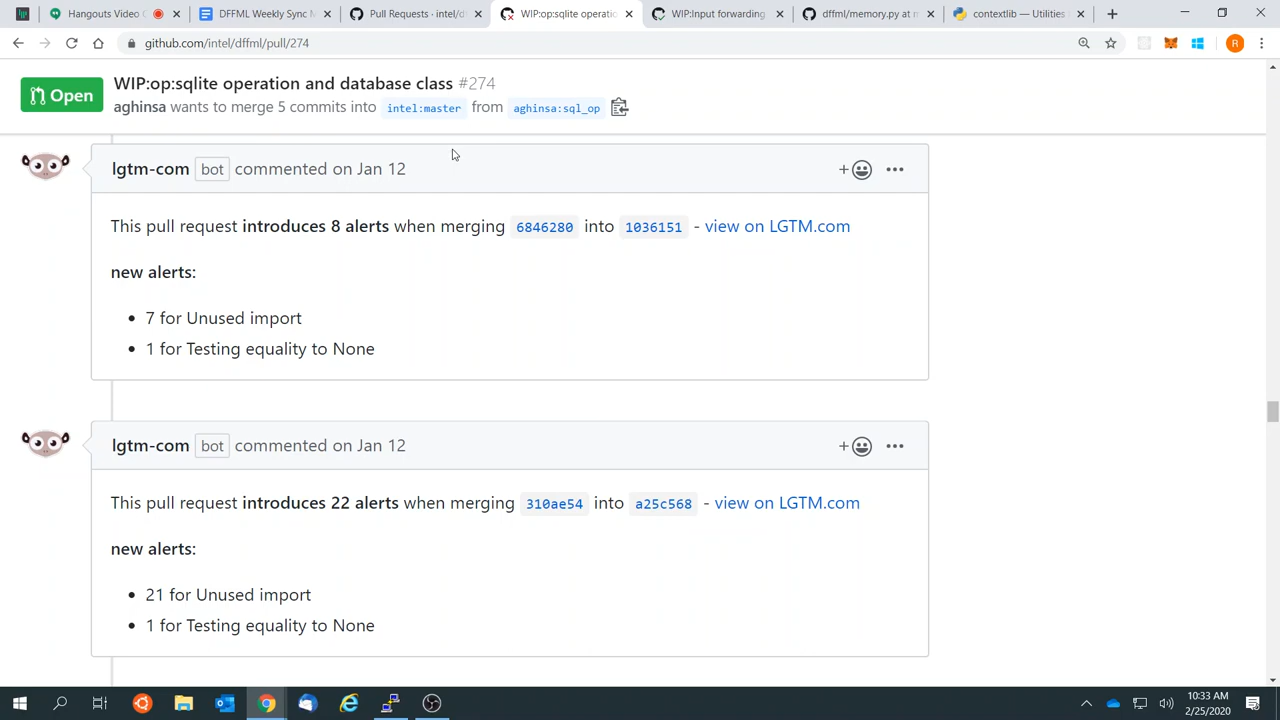 Hangouts Video C
DFFML Weekly Sync M
Pull Requests · intel/d
WIP:op:sqlite operatio
WIP:Input forwarding
dffml/memory.py at m
contextlib — Utilities
github.com/intel/dffml/pull/274
R
Open
WIP:op:sqlite operation and database class #274
aghinsa wants to merge 5 commits into intel:master from aghinsa:sql_op
lgtm-com bot commented on Jan 12
This pull request introduces 8 alerts when merging 6846280 into 1036151 - view on LGTM.com
new alerts:
• 7 for Unused import
• 1 for Testing equality to None
lgtm-com bot commented on Jan 12
This pull request introduces 22 alerts when merging 310ae54 into a25c568 - view on LGTM.com
new alerts:
• 21 for Unused import
• 1 for Testing equality to None
10:33 AM
2/25/2020